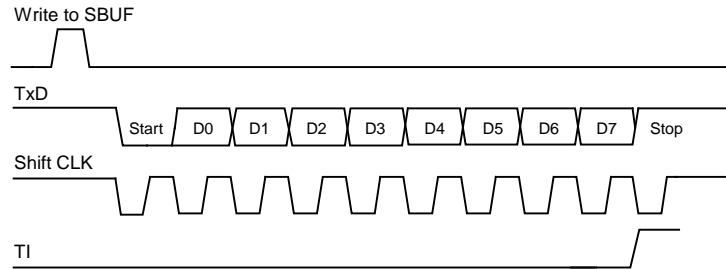 Write to SBUF
TxD
Start D0 D1 D2 D3 D4 D5 D6 D7 Stop
Shift CLK
TI